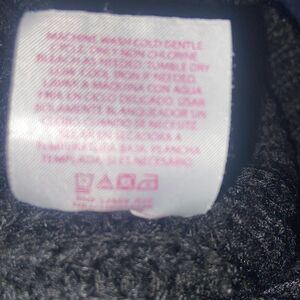 MACHINE WASH COLD GENTLE
CYCLE. ONLY NON CHLORINE
BLEACH AS NEEDED. TUMBLE DRY
LOW. COOL IRON IF NEEDED.
LAVAR A MAQUINA CON AGUA
FRIA EN CICLO DELICADO. USAR
SOLAMENTE BLANQUEADOR SIN
CLORO CUANDO SE NECESITE.
SECAR EN SECADORA A
TEMPERATURA BAJA. PLANCHA
TEMPLADA, SI ES NECESARIO.